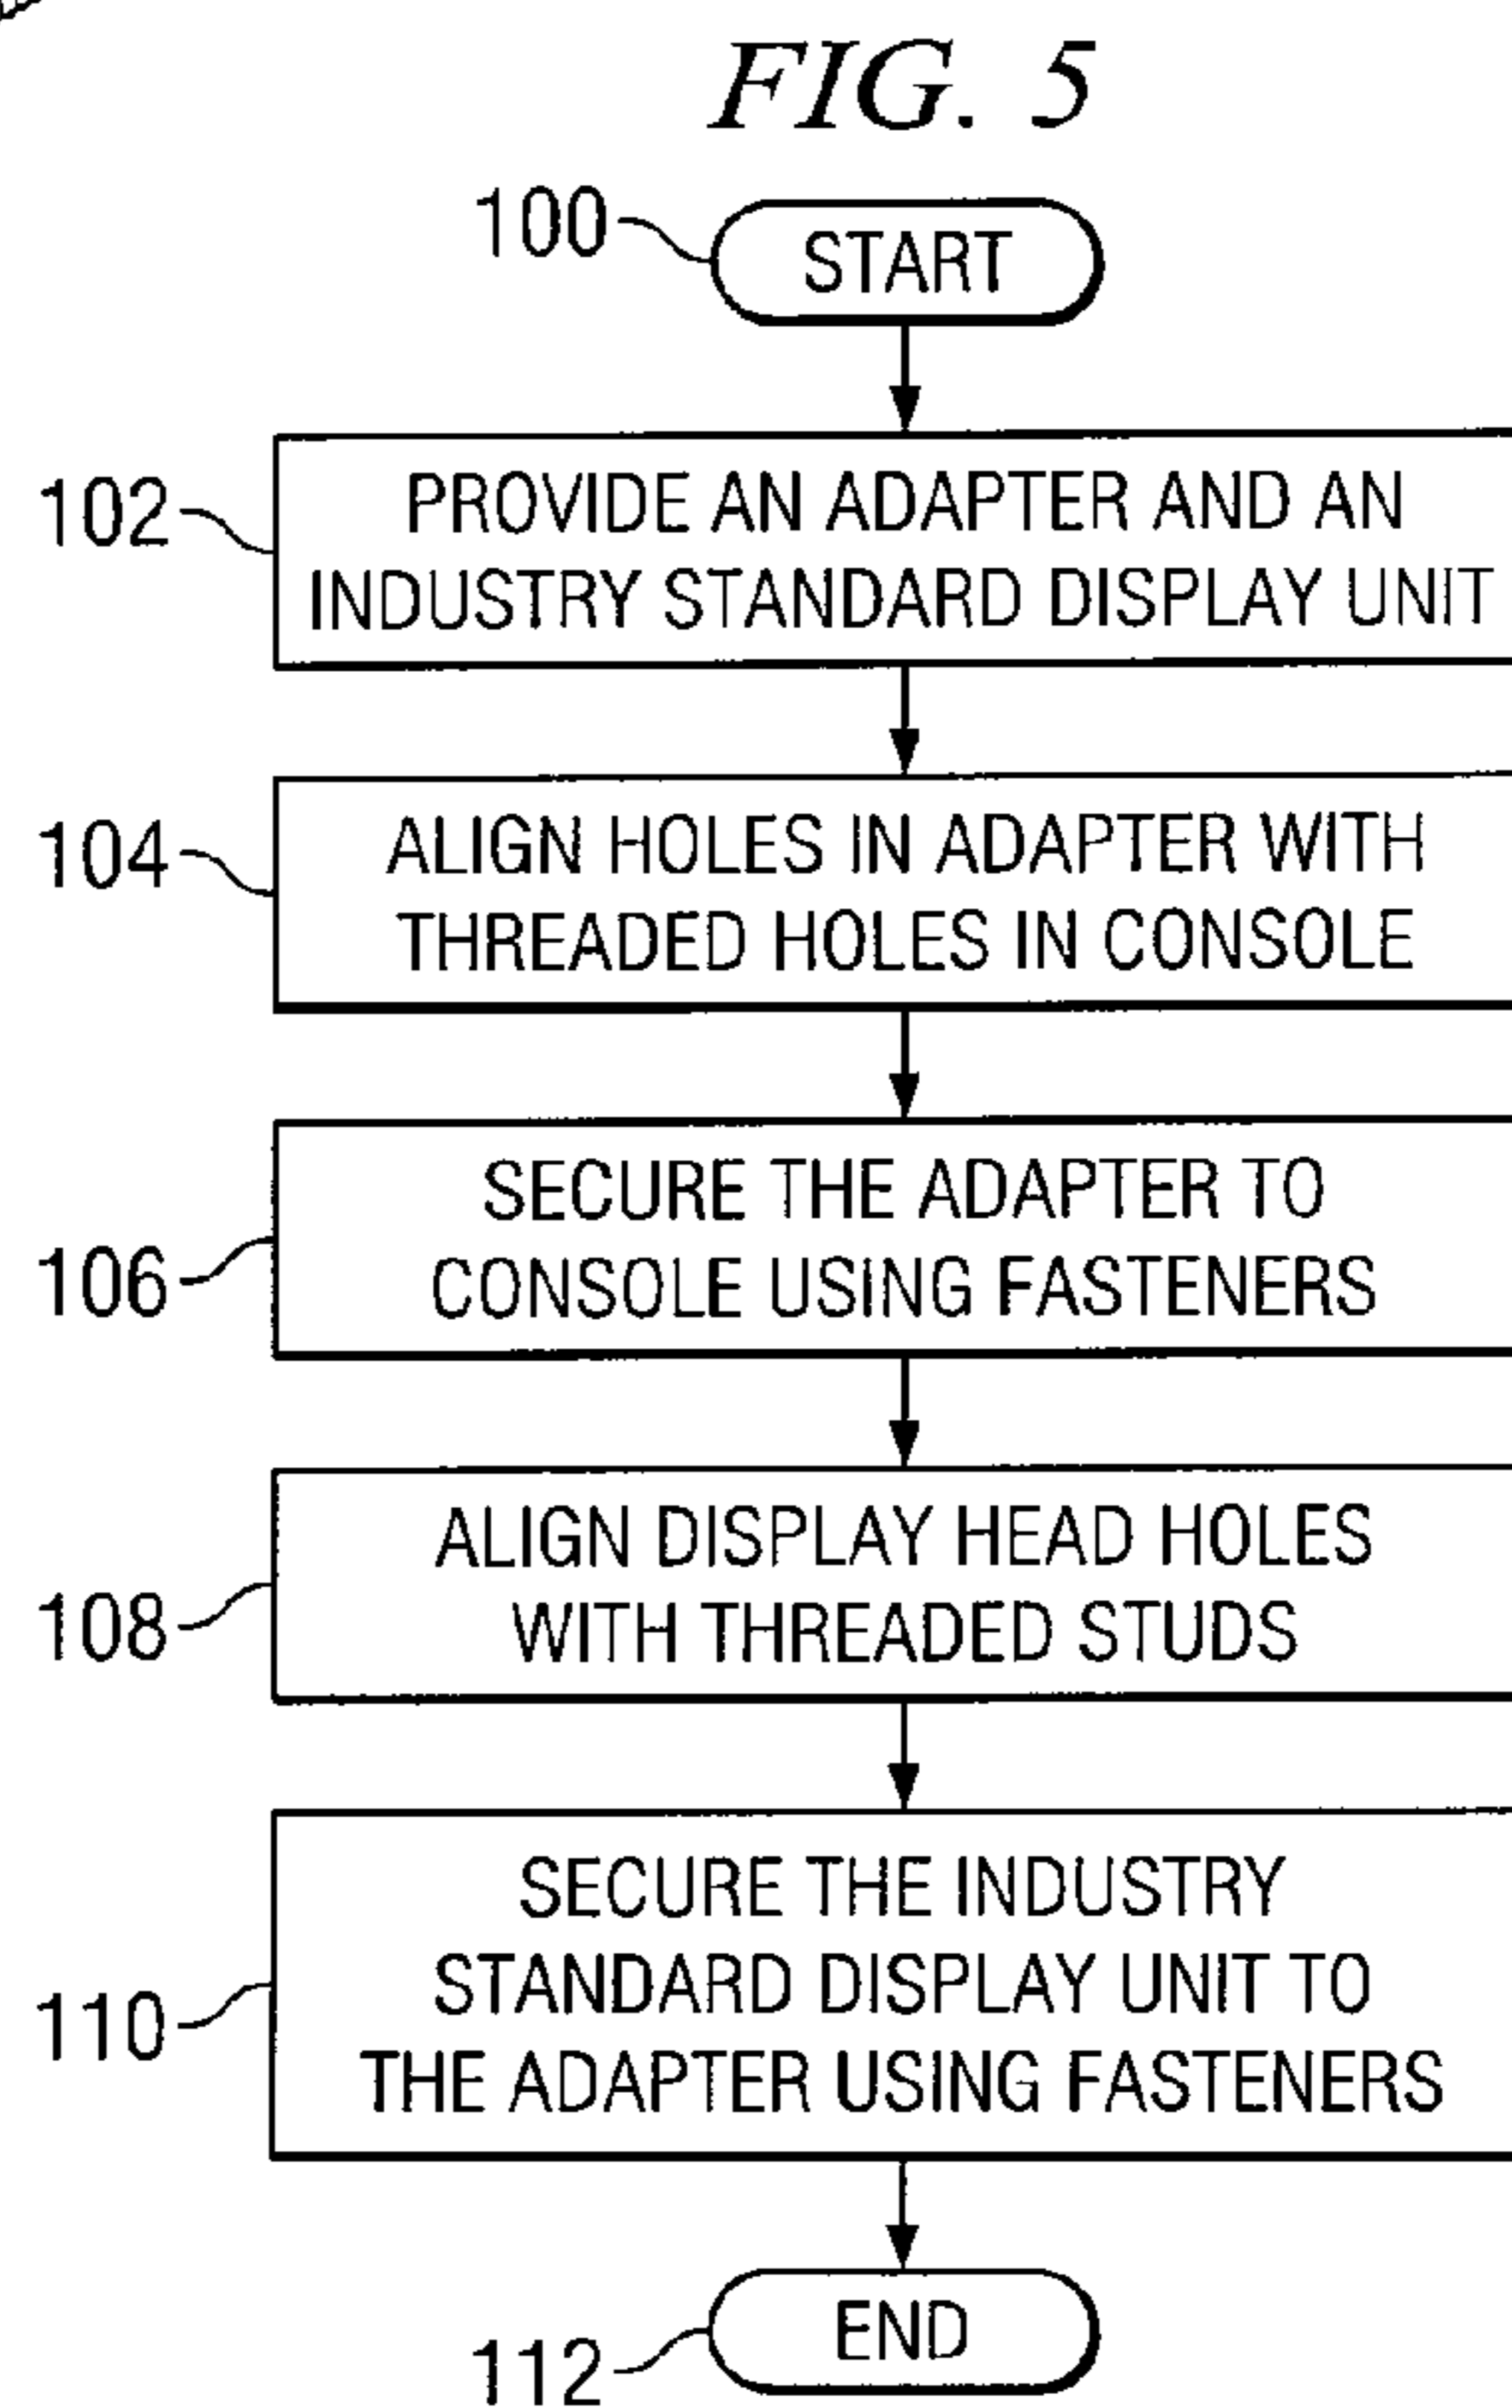 FIG. 5
100
START
102
PROVIDE AN ADAPTER AND AN
INDUSTRY STANDARD DISPLAY UNIT
104
ALIGN HOLES IN ADAPTER WITH
THREADED HOLES IN CONSOLE
106
SECURE THE ADAPTER TO
CONSOLE USING FASTENERS
108
ALIGN DISPLAY HEAD HOLES
WITH THREADED STUDS
110
SECURE THE INDUSTRY
STANDARD DISPLAY UNIT TO
THE ADAPTER USING FASTENERS
112
END